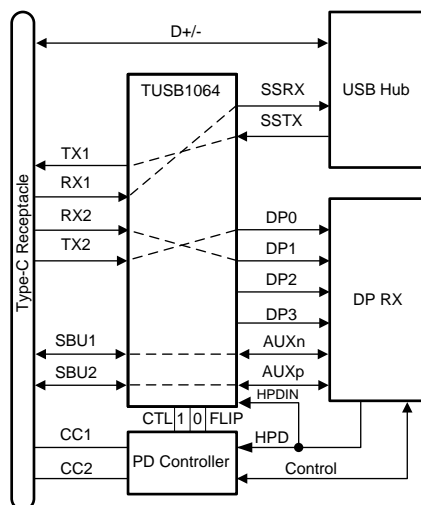 D+/-
TUSB1064
USB Hub
SSRX
SSTX
TX1
RX1
RX2
TX2
Type-C Receptacle
DP0
DP1
DP2
DP3
DP RX
SBU1
SBU2
AUXn
AUXp
HPDIN
CTL 1 0 FLIP
CC1
CC2
PD Controller
HPD
Control